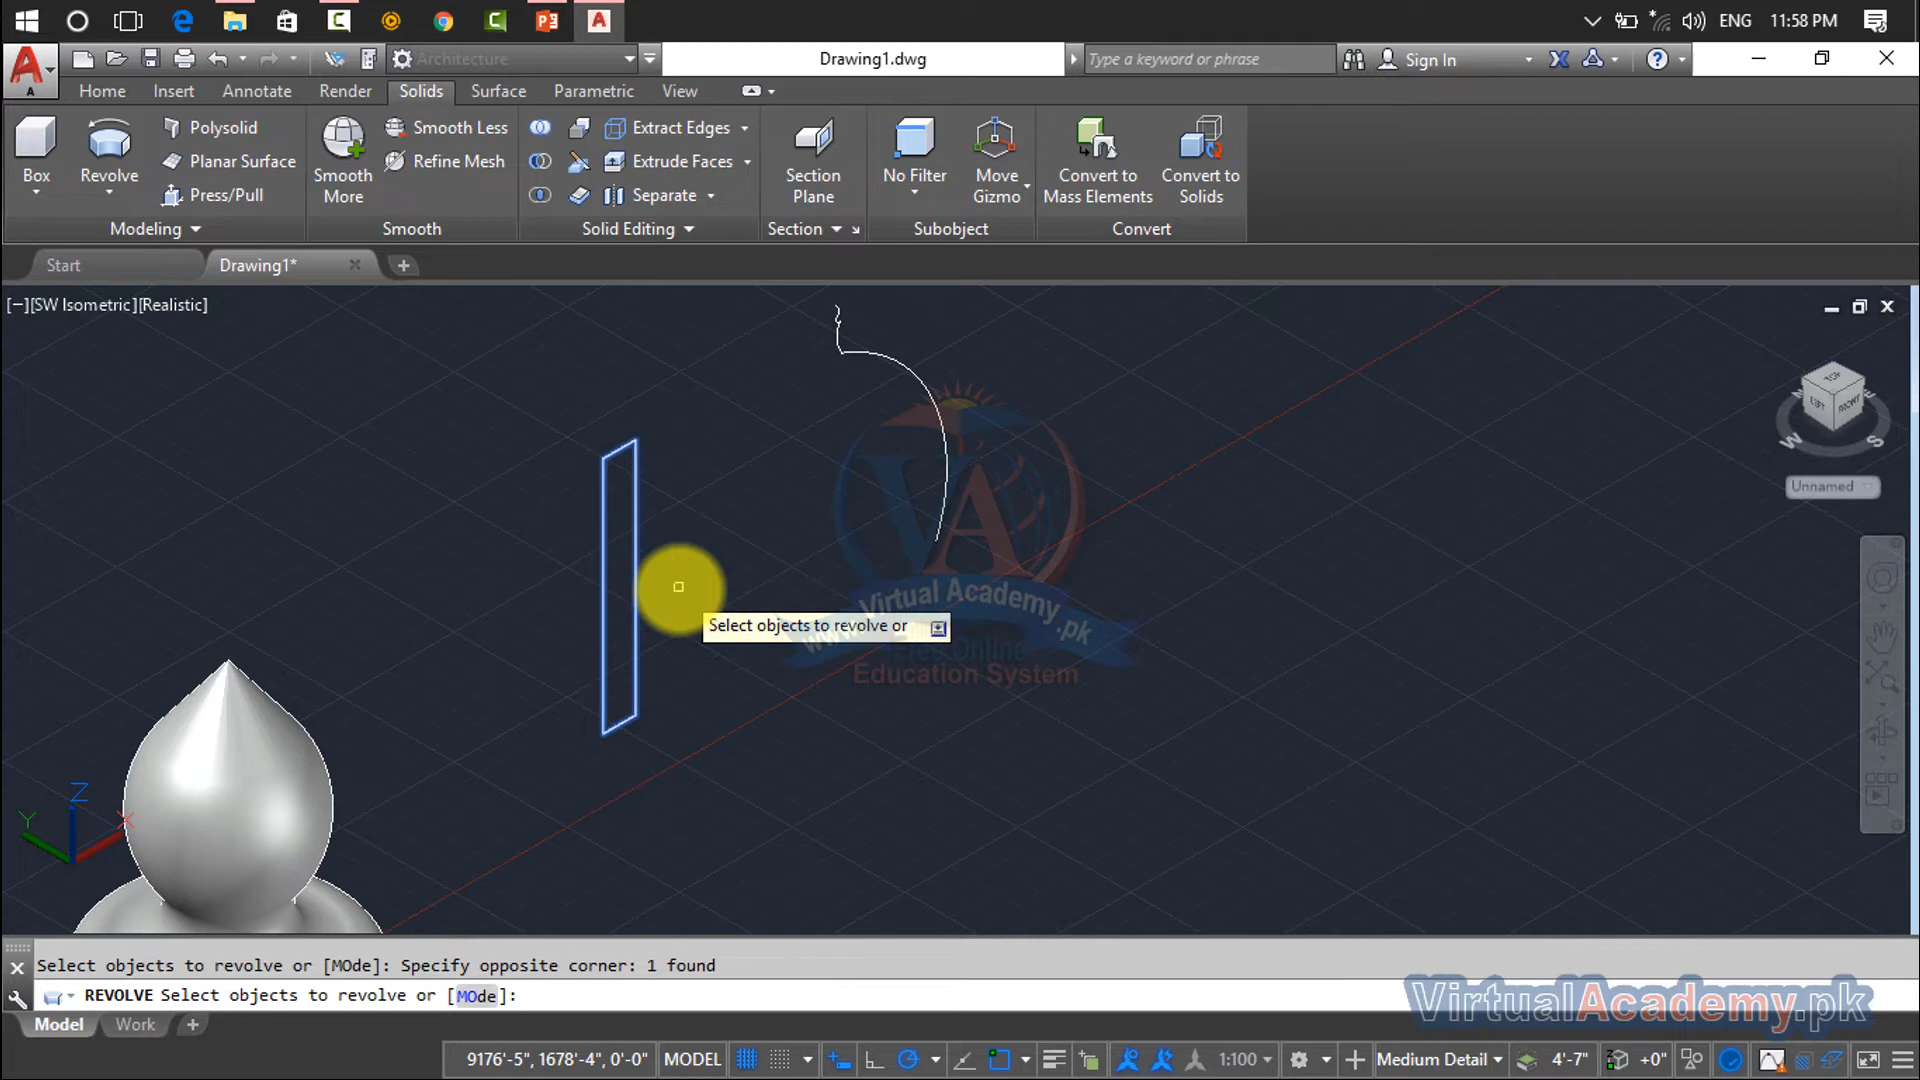 ENG 11:58 PM
Architecture
Drawing1.dwg
Type a keyword or phrase
Sign In
A
Home Insert Annotate Render Solids Surface Parametric View
Box
Revolve
Polysolid
Planar Surface
Press/Pull
Smooth More
Smooth Less
Refine Mesh
Extract Edges
Extrude Faces
Separate
Section Plane
No Filter
Move Gizmo
Convert to Mass Elements
Convert to Solids
Modeling
Smooth
Solid Editing
Section
Subobject
Convert
Start
Drawing1*
[−][SW Isometric][Realistic]
TOP
LEFT
FRONT
W
S
Unnamed
VA
Select objects to revolve or
Virtual Academy.pk
Education System
Z
Y
X
Select objects to revolve or [MOde]: Specify opposite corner: 1 found
REVOLVE Select objects to revolve or [MOde]:
VirtualAcademy.pk
Model Work
9176'-5", 1678'-4", 0'-0" MODEL 1:100 Medium Detail 4'-7" +0"